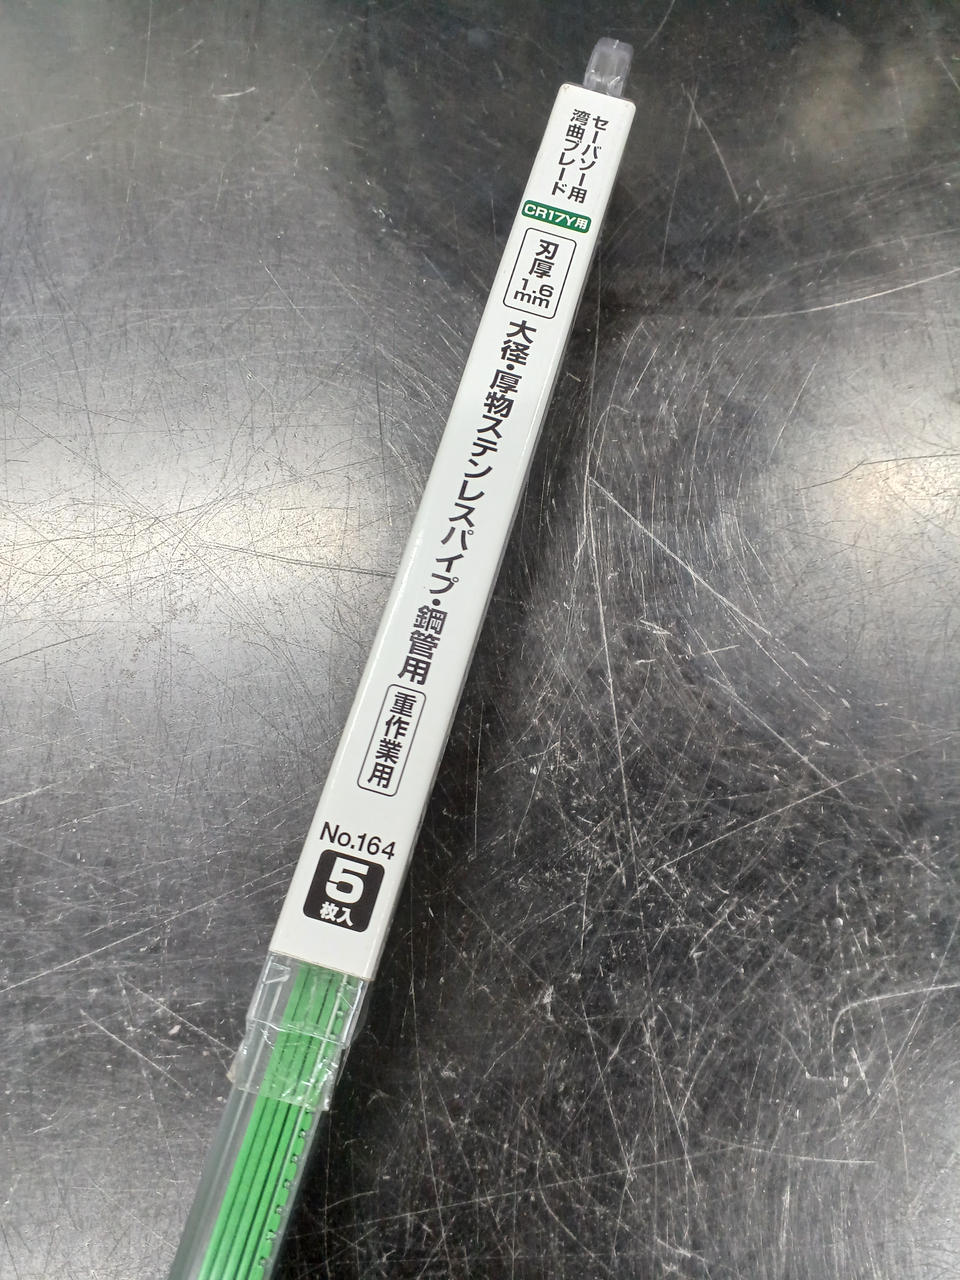 セーバソー用
湾曲ブレード
CR17Y用
刃厚
1.6
mm
大径・厚物ステンレスパイプ・鋼管用
重作業用
No.164
5
枚入